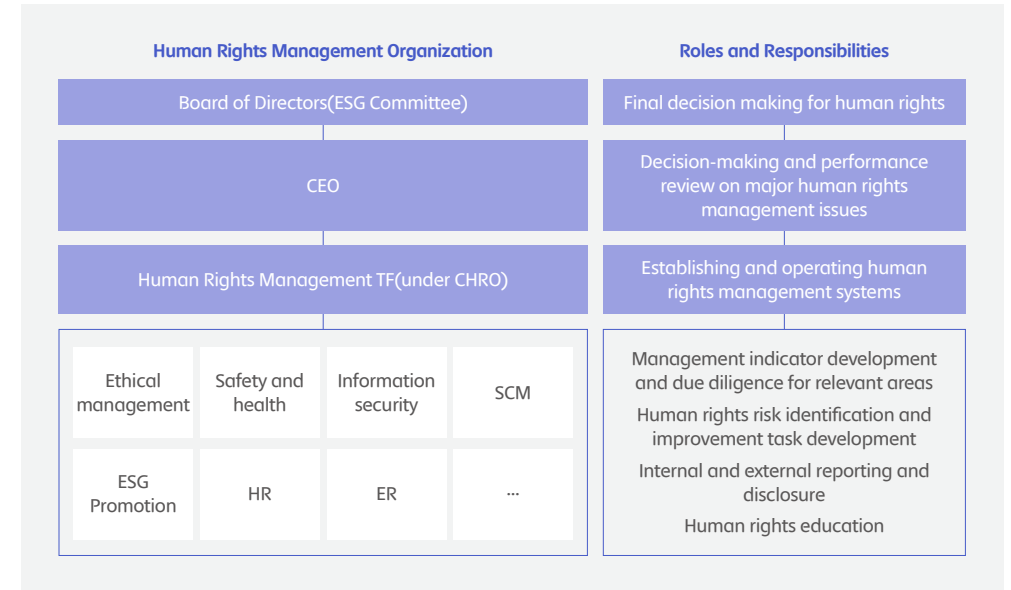 Human Rights Management Organization
Roles and Responsibilities
Board of Directors(ESG Committee)
Final decision making for human rights
CEO
Decision-making and performance
review on major human rights
management issues
Human Rights Management TF(under CHRO)
Establishing and operating human
rights management systems
Ethical
management
Safety and
health
Information
security
SCM
ESG
Promotion
HR
ER
...
Management indicator development
and due diligence for relevant areas
Human rights risk identification and
improvement task development
Internal and external reporting and
disclosure
Human rights education